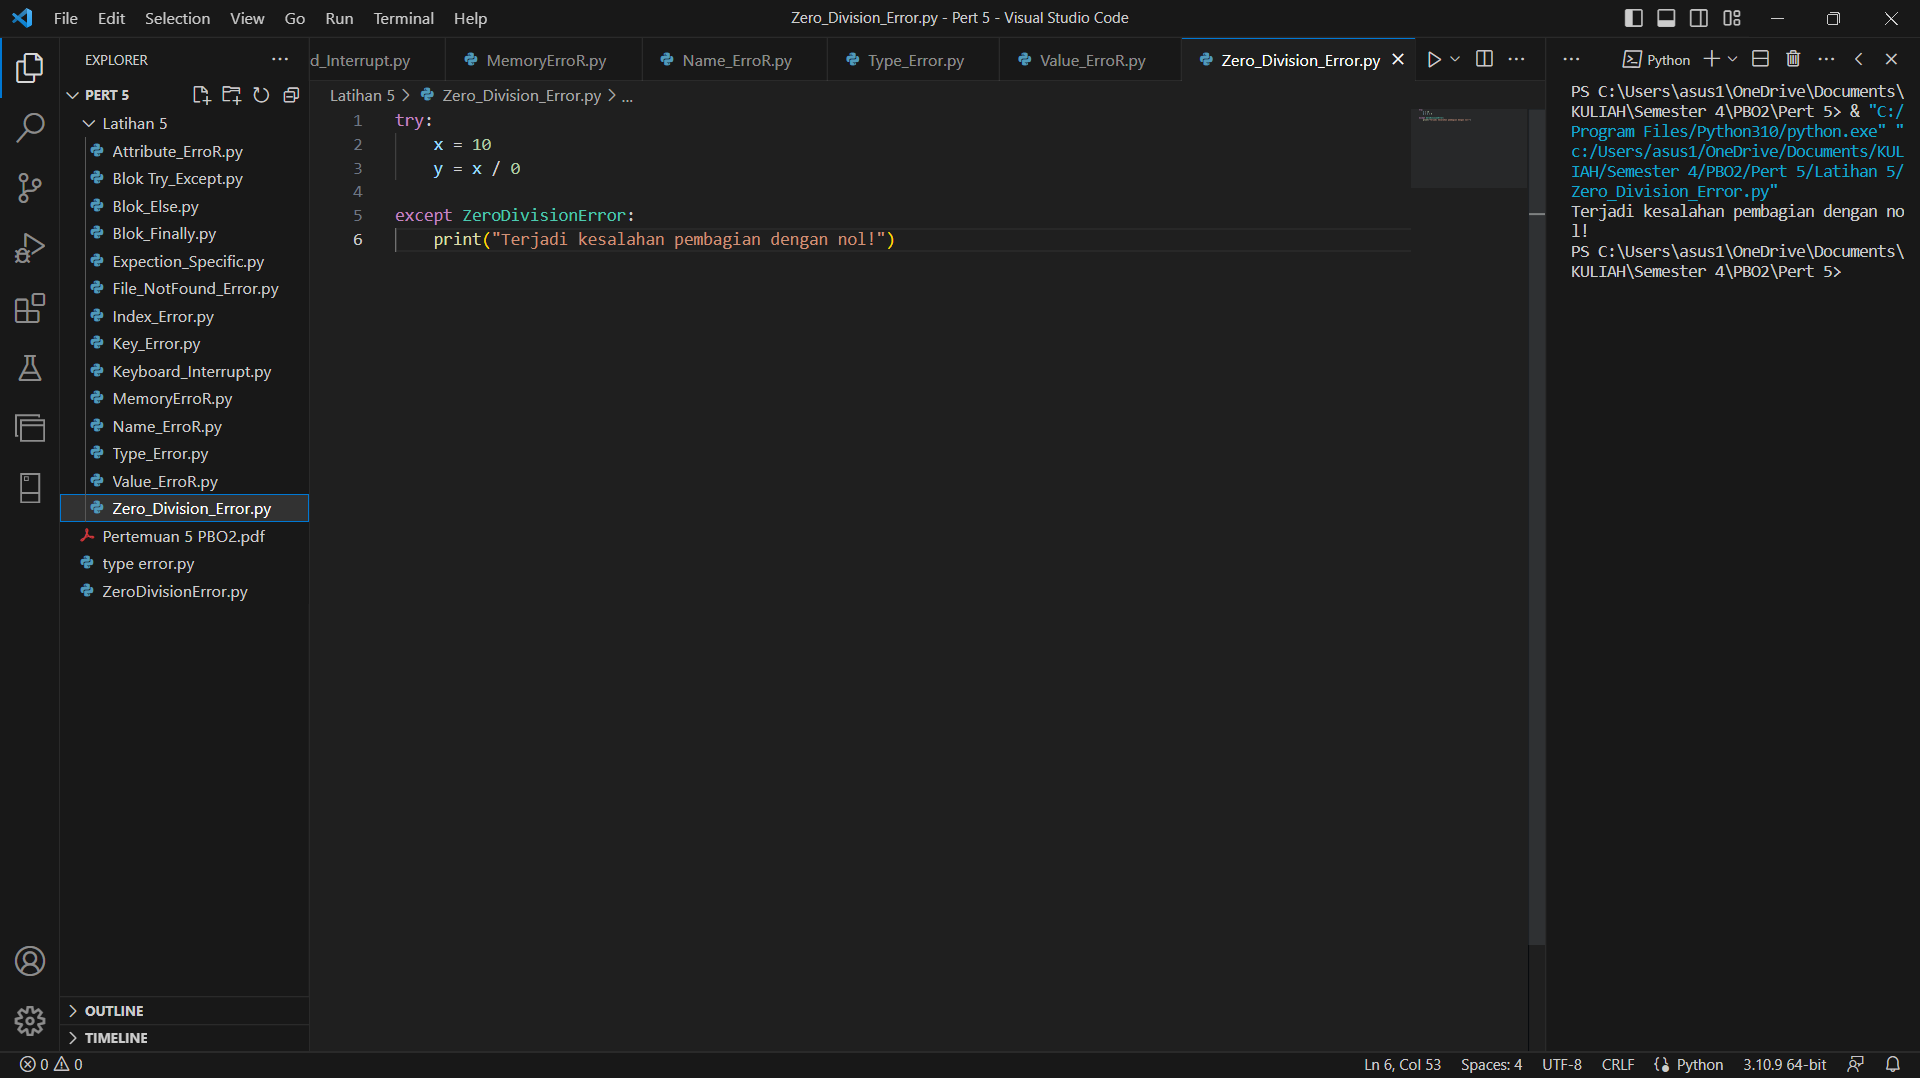 File Edit Selection View Go Run Terminal Help
Zero_Division_Error.py - Pert 5 - Visual Studio Code
EXPLORER
PERT 5
Latihan 5
Attribute_ErroR.py
Blok Try_Except.py
Blok_Else.py
Blok_Finally.py
Expection_Specific.py
File_NotFound_Error.py
Index_Error.py
Key_Error.py
Keyboard_Interrupt.py
MemoryErroR.py
Name_ErroR.py
Type_Error.py
Value_ErroR.py
Zero_Division_Error.py
Pertemuan 5 PBO2.pdf
type error.py
ZeroDivisionError.py
OUTLINE
TIMELINE
d_Interrupt.py MemoryErroR.py Name_ErroR.py Type_Error.py Value_ErroR.py Zero_Division_Error.py
Latihan 5 > Zero_Division_Error.py > ...
1 try:
2 x = 10
3 y = x / 0
4
5 except ZeroDivisionError:
6 print("Terjadi kesalahan pembagian dengan nol!")
Python
PS C:\Users\asus1\OneDrive\Documents\
KULIAH\Semester 4\PBO2\Pert 5> & "C:/
Program Files/Python310/python.exe" "
c:/Users/asus1/OneDrive/Documents/KUL
IAH/Semester 4/PBO2/Pert 5/Latihan 5/
Zero_Division_Error.py"
Terjadi kesalahan pembagian dengan no
l!
PS C:\Users\asus1\OneDrive\Documents\
KULIAH\Semester 4\PBO2\Pert 5>
0 0 Ln 6, Col 53 Spaces: 4 UTF-8 CRLF Python 3.10.9 64-bit